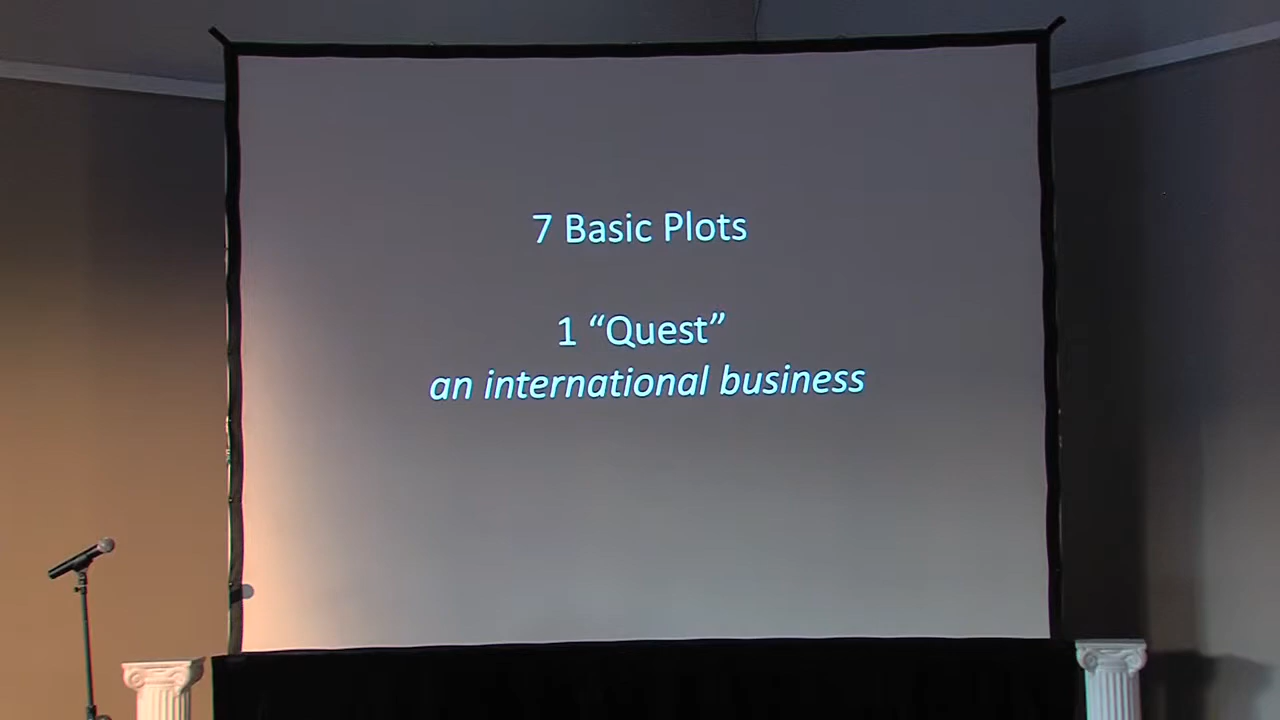 7 Basic Plots
1 “Quest”
an international business